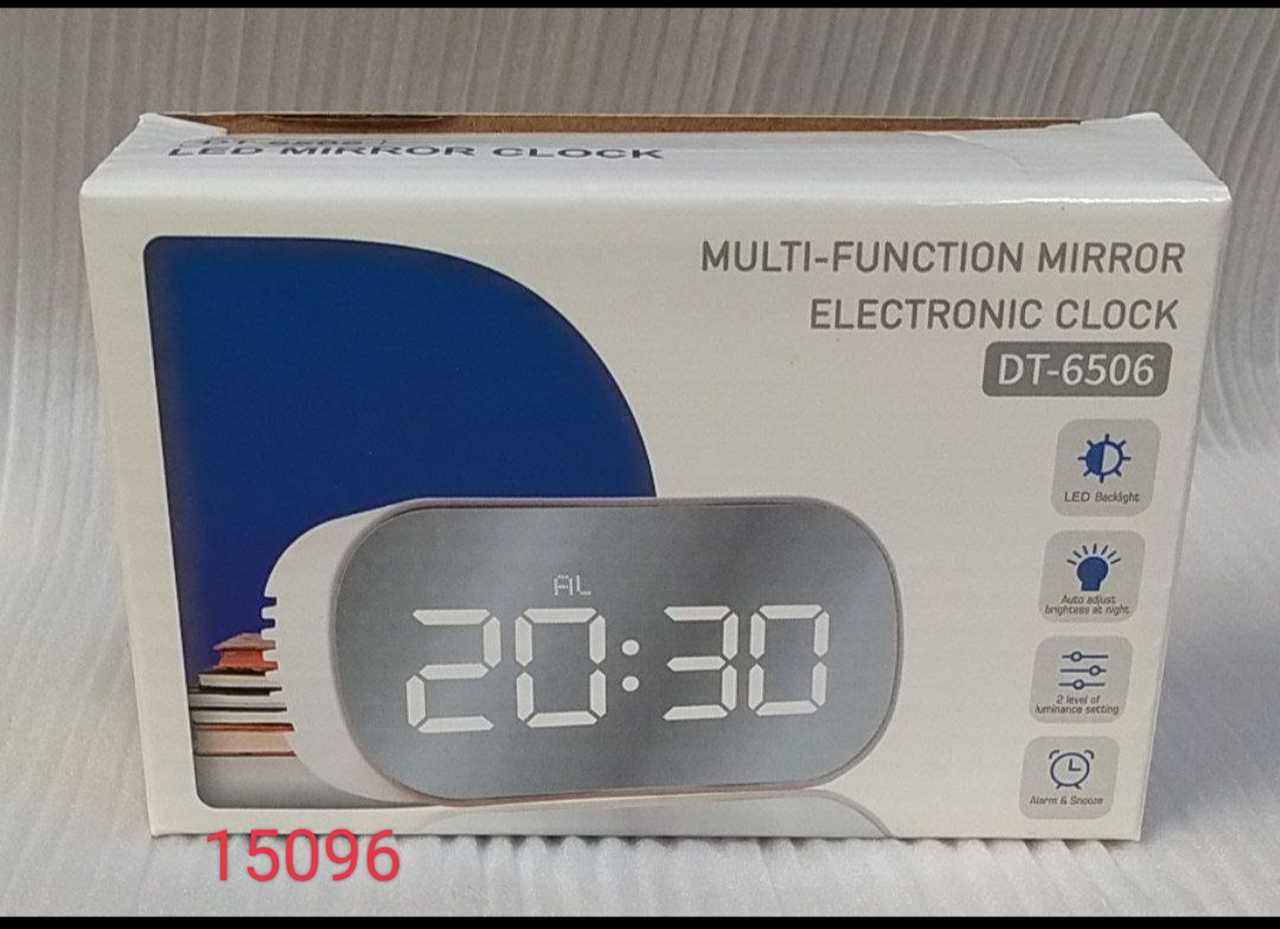 LED MIRROR CLOCK
MULTI-FUNCTION MIRROR
ELECTRONIC CLOCK
DT-6506
LED Backlight
Auto adjust
brightess at night
2 level of
luminance setting
Alarm & Snooze
AL
20:30
15096